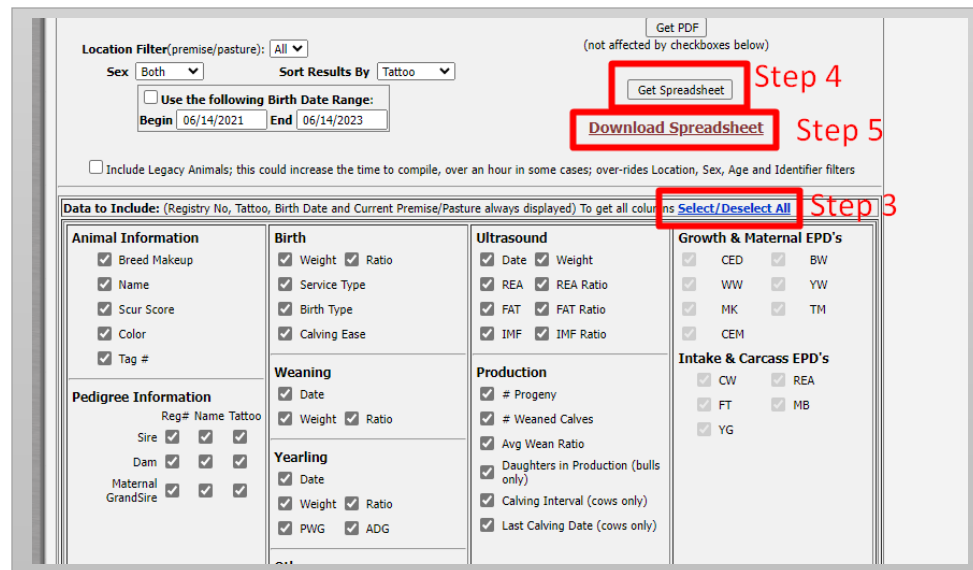 Get PDF
(not affected by checkboxes below)
Location Filter(premise/pasture): All
Sex Both Sort Results By Tattoo
Get Spreadsheet Step 4
Use the following Birth Date Range:
Begin 06/14/2021 End 06/14/2023
Download Spreadsheet Step 5
Include Legacy Animals; this could increase the time to compile, over an hour in some cases; over-rides Location, Sex, Age and Identifier filters
Data to Include: (Registry No, Tattoo, Birth Date and Current Premise/Pasture always displayed) To get all columns Select/Deselect All Step 3
Animal Information
Breed Makeup
Name
Scur Score
Color
Tag #
Pedigree Information
Reg# Name Tattoo
Sire
Dam
Maternal
GrandSire
Birth
Weight Ratio
Service Type
Birth Type
Calving Ease
Weaning
Date
Weight Ratio
Yearling
Date
Weight Ratio
PWG ADG
Ultrasound
Date Weight
REA REA Ratio
FAT FAT Ratio
IMF IMF Ratio
Production
# Progeny
# Weaned Calves
Avg Wean Ratio
Daughters in Production (bulls
only)
Calving Interval (cows only)
Last Calving Date (cows only)
Growth & Maternal EPD's
CED BW
WW YW
MK TM
CEM
Intake & Carcass EPD's
CW REA
FT MB
YG